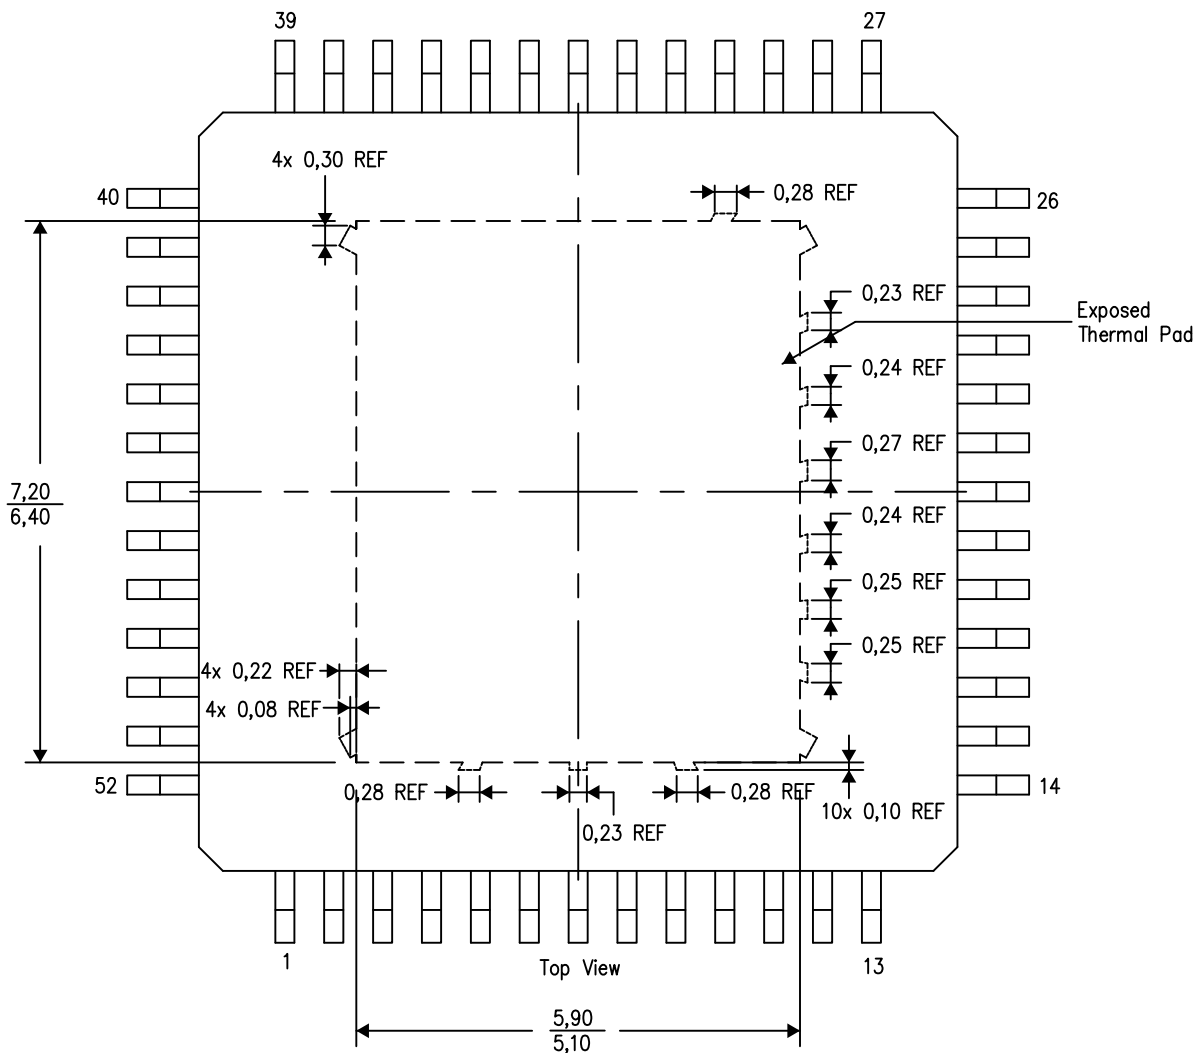 39
27
4x 0,30 REF
40
0,28 REF
26
0,23 REF
Exposed
Thermal Pad
0,24 REF
0,27 REF
7,20
6,40
0,24 REF
0,25 REF
0,25 REF
4x 0,22 REF
4x 0,08 REF
52
0,28 REF
0,28 REF
14
10x 0,10 REF
0,23 REF
1
Top View
13
5,90
5,10